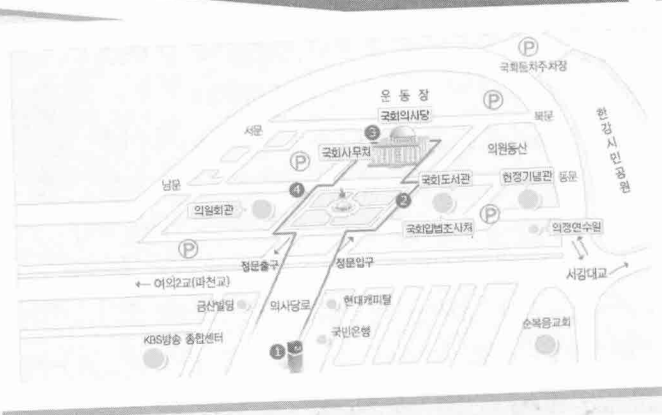 P
국회둔치주차장
운동장
P
국회의사당
북문
서문
3
한강시민공원
국회사무처
P
의원동산
남문
4
국회도서관
헌정기념관
동문
의원회관
2
P
국회입법조사처
의정연수원
P
정문출구
정문입구
서강대교
← 여의2교(파천교)
금산빌딩
의사당로
현대캐피탈
순복음교회
KBS방송 종합센터
1
국민은행